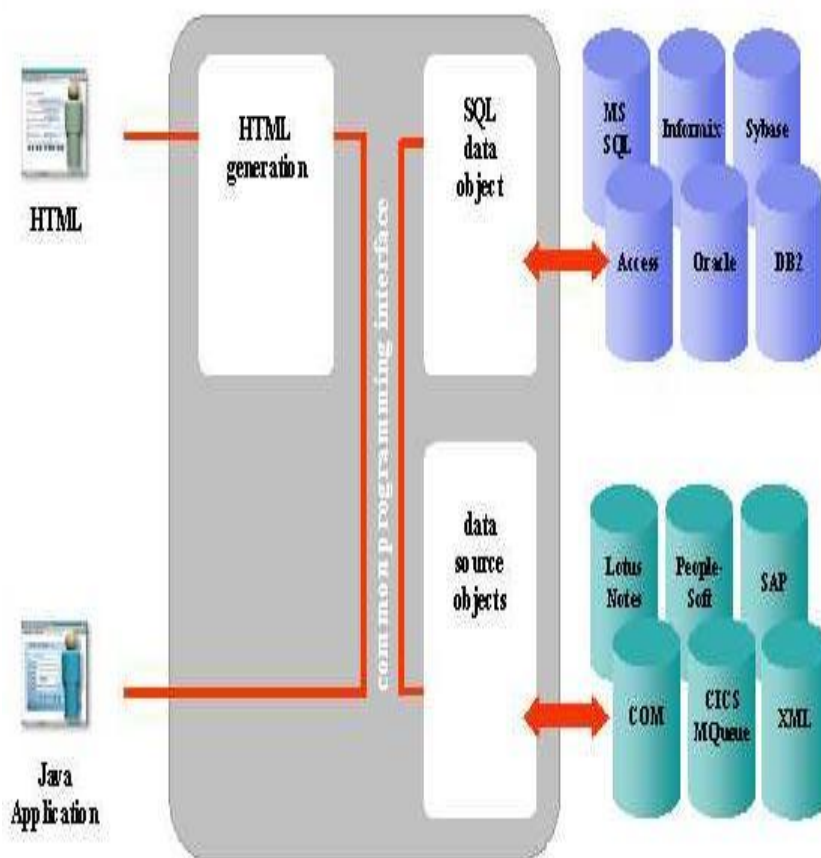 HTML
HTML
generation
SQL
data
object
MS
SQL
Informix
Sybase
Access
Oracle
DB2
common programming interface
data
source
objects
Lotus
Notes
People-
Soft
SAP
COM
CICS
MQueue
XML
Java
Application